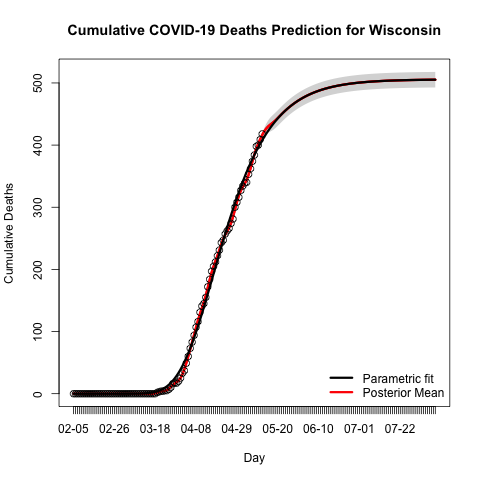 Cumulative COVID-19 Deaths Prediction for Wisconsin
Cumulative Deaths
500
400
300
200
100
0
Parametric fit
Posterior Mean
02-05 02-26 03-18 04-08 04-29 05-20 06-10 07-01 07-22
Day